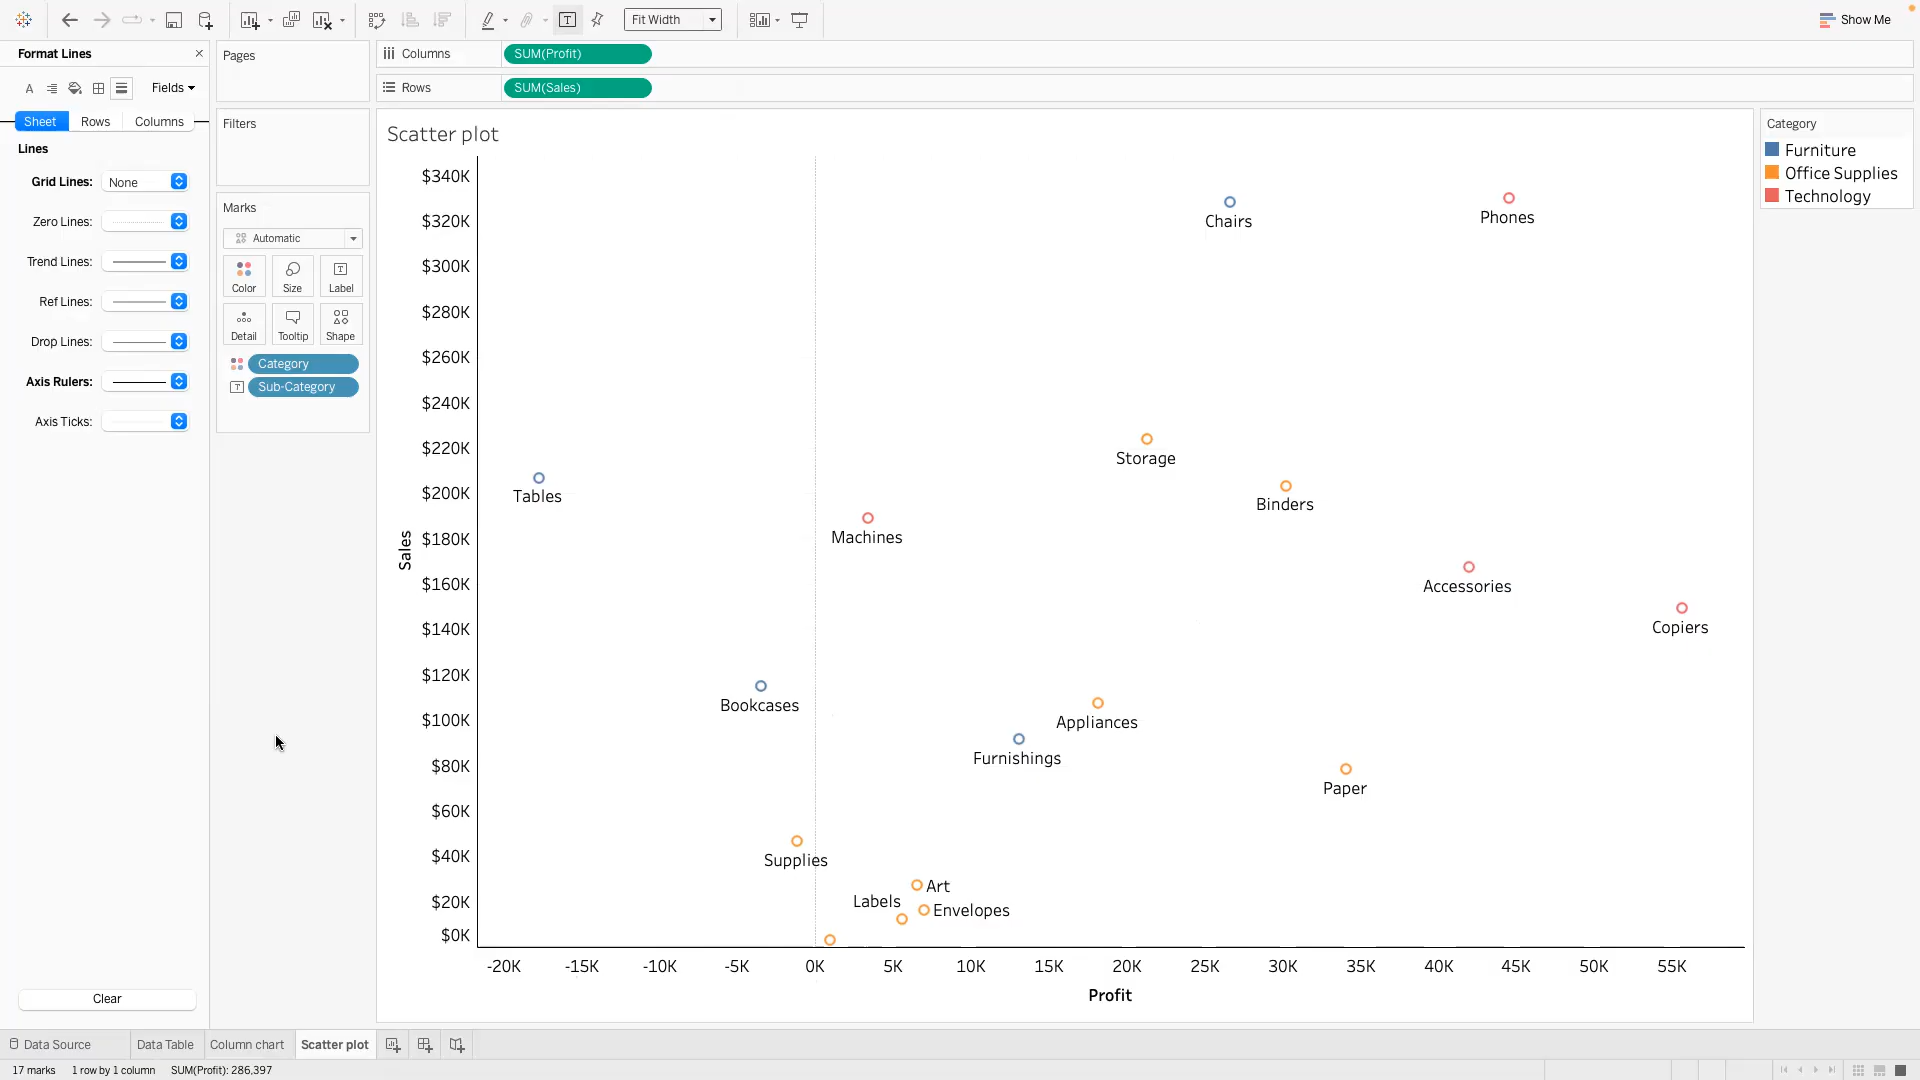 Fit Width
Show Me
Format Lines
A
Fields
Sheet
Rows
Columns
Lines
Grid Lines:
None
Zero Lines:
Trend Lines:
Ref Lines:
Drop Lines:
Axis Rulers:
Axis Ticks:
Clear
Pages
Filters
Marks
Automatic
Color
Size
T
Label
Detail
Tooltip
Shape
Category
T
Sub-Category
Columns
SUM(Profit)
Rows
SUM(Sales)
Scatter plot
$340K
$320K
$300K
$280K
$260K
$240K
$220K
$200K
$180K
$160K
$140K
$120K
$100K
$80K
$60K
$40K
$20K
$0K
Sales
Chairs
Phones
Storage
Tables
Binders
Machines
Accessories
Copiers
Bookcases
Appliances
Furnishings
Paper
Supplies
Art
Labels
Envelopes
-20K
-15K
-10K
-5K
0K
5K
10K
15K
20K
25K
30K
35K
40K
45K
50K
55K
Profit
Category
Furniture
Office Supplies
Technology
Data Source
Data Table
Column chart
Scatter plot
17 marks
1 row by 1 column
SUM(Profit): 286,397